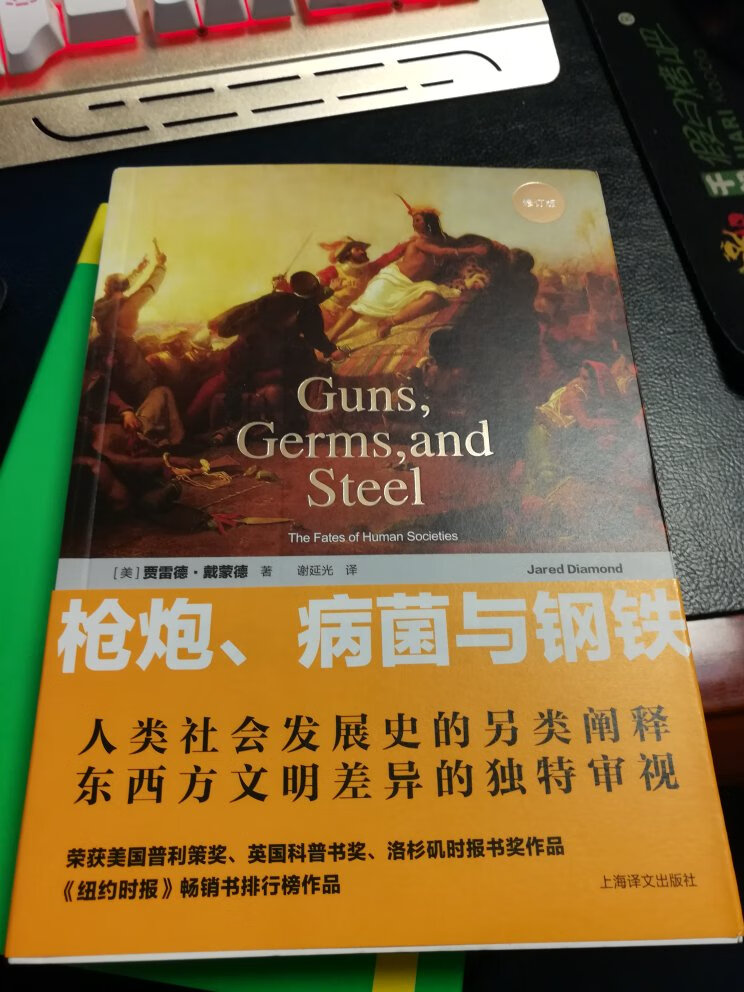 假日情记
修订版
Guns,
Germs,and
Steel
The Fates of Human Societies
[美]贾雷德·戴蒙德 著 谢延光 译 Jared Diamond
枪炮、病菌与钢铁
人类社会发展史的另类阐释
东西方文明差异的独特审视
荣获美国普利策奖、英国科普书奖、洛杉矶时报书奖作品
《纽约时报》畅销书排行榜作品
上海译文出版社